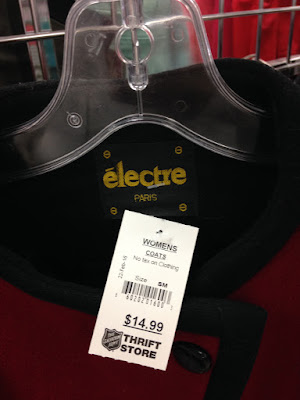 électre
PARIS
WOMENS
COATS
No tax on Clothing
Size SM
$14.99
THRIFT
STORE